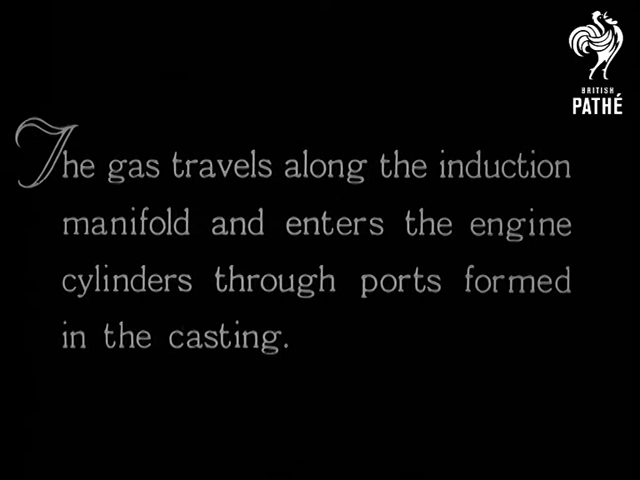 BRITISH
PATHÉ
The gas travels along the induction
manifold and enters the engine
cylinders through ports formed
in the casting.